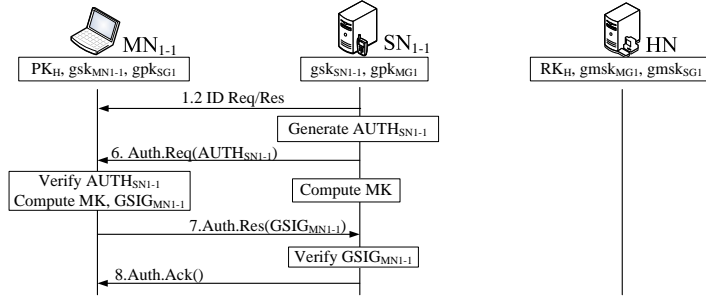 MN1-1
SN1-1
HN
PKH, gskMN1-1, gpkSG1
gskSN1-1, gpkMG1
RKH, gmskMG1, gmskSG1
1.2 ID Req/Res
Generate AUTHSN1-1
6. Auth.Req(AUTHSN1-1)
Verify AUTHSN1-1
Compute MK, GSIGMN1-1
Compute MK
7.Auth.Res(GSIGMN1-1)
Verify GSIGMN1-1
8.Auth.Ack()